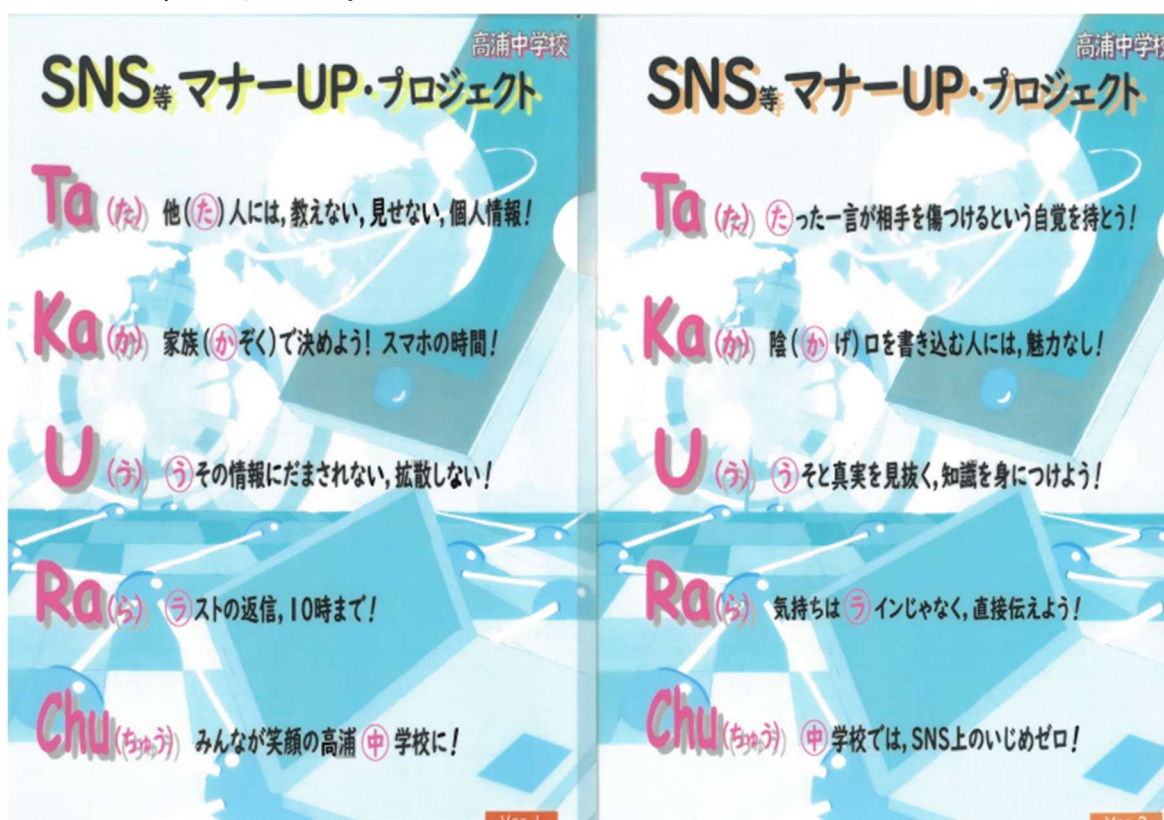 高浦中学校
SNS等 マナーUP・プロジェクト
Ta (た) 他(た)人には,教えない,見せない,個人情報!
Ka (か) 家族(かぞく)で決めよう! スマホの時間!
U (う) うその情報にだまされない,拡散しない!
Ra (ら) ラストの返信,10時まで!
Chu (ちゅう) みんなが笑顔の高浦中学校に!
Ver.1
高浦中学校
SNS等 マナーUP・プロジェクト
Ta (た) たった一言が相手を傷つけるという自覚を持とう!
Ka (か) 陰(かげ)口を書き込む人には,魅力なし!
U (う) うそと真実を見抜く,知識を身につけよう!
Ra (ら) 気持ちはラインじゃなく,直接伝えよう!
Chu (ちゅう) 中学校では,SNS上のいじめゼロ!
Ver.2